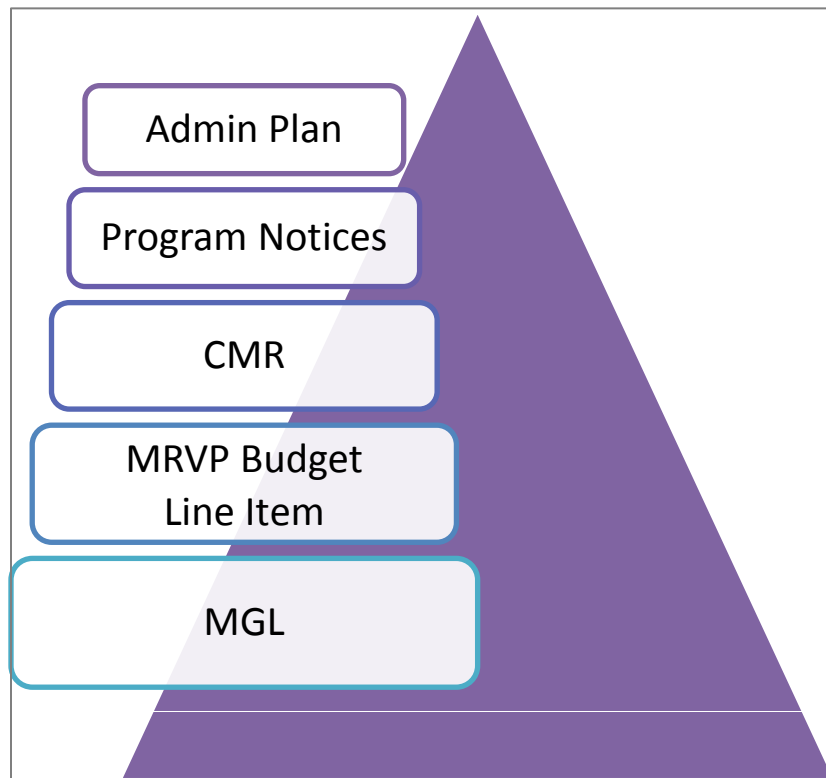 Admin Plan
Program Notices
CMR
MRVP Budget
Line Item
MGL